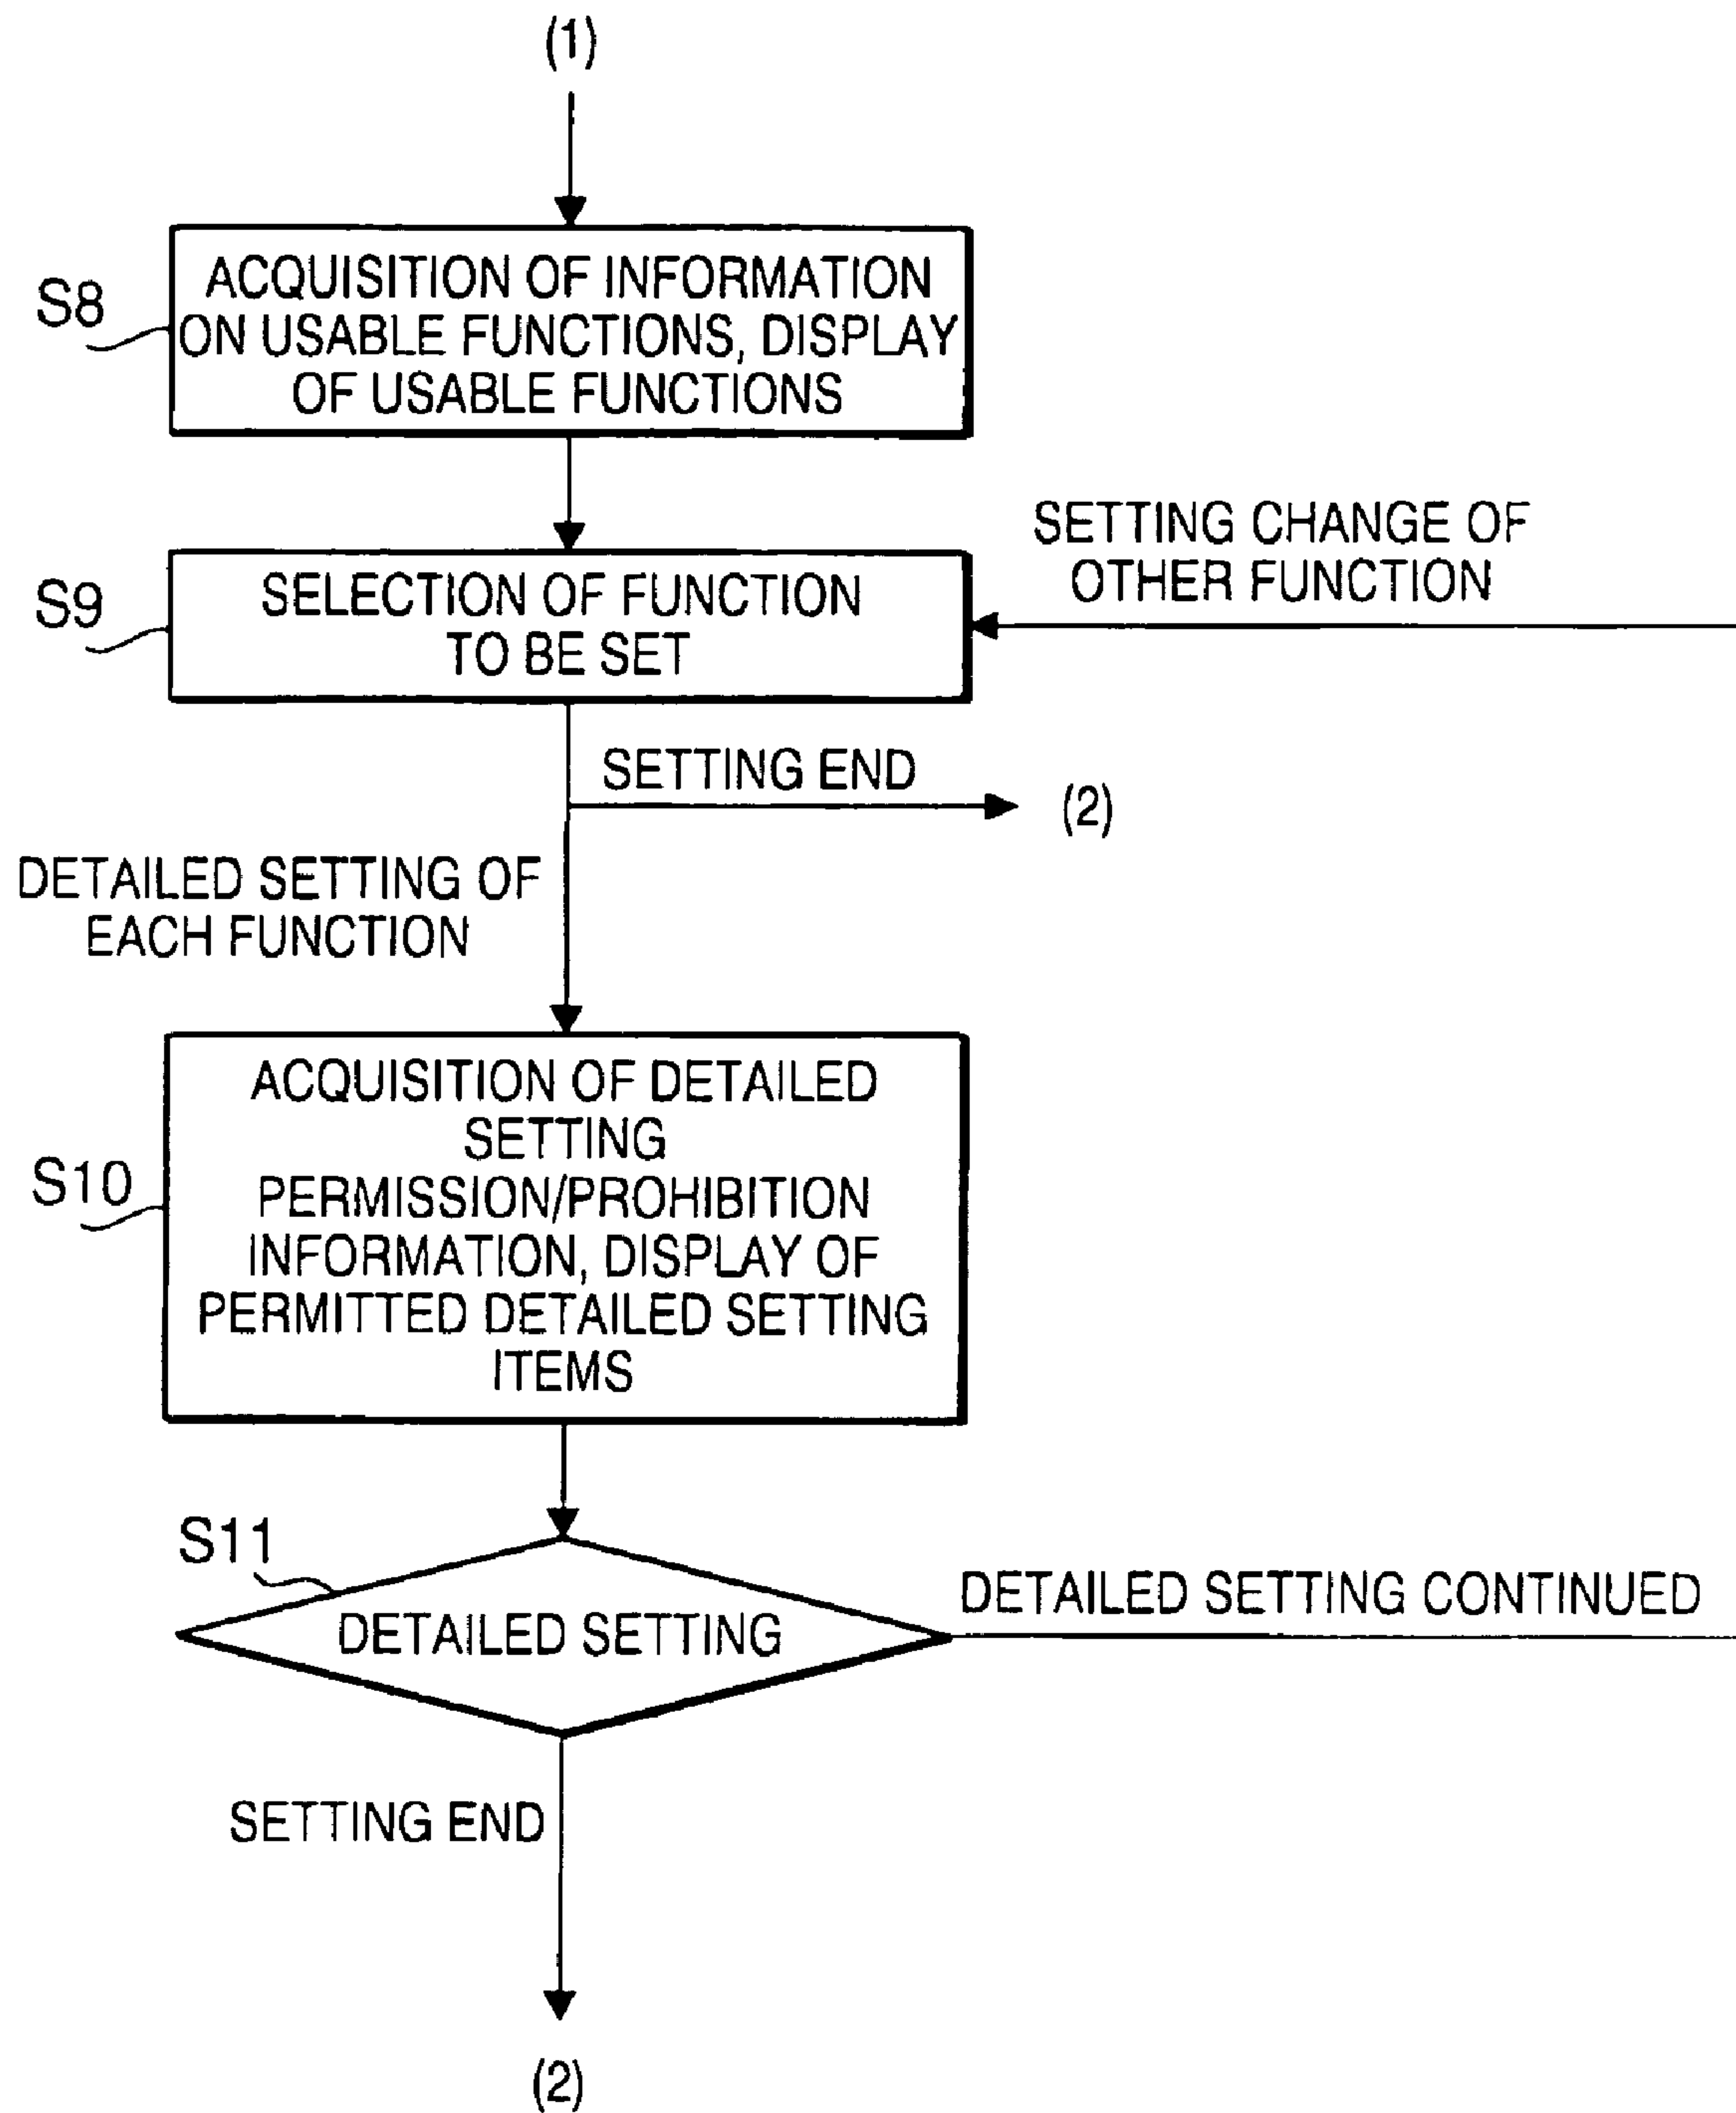 (1)
S8
ACQUISITION OF INFORMATION
ON USABLE FUNCTIONS, DISPLAY
OF USABLE FUNCTIONS
SETTING CHANGE OF
OTHER FUNCTION
S9
SELECTION OF FUNCTION
TO BE SET
SETTING END
(2)
DETAILED SETTING OF
EACH FUNCTION
S10
ACQUISITION OF DETAILED
SETTING
PERMISSION/PROHIBITION
INFORMATION, DISPLAY OF
PERMITTED DETAILED SETTING
ITEMS
S11
DETAILED SETTING
DETAILED SETTING CONTINUED
SETTING END
(2)